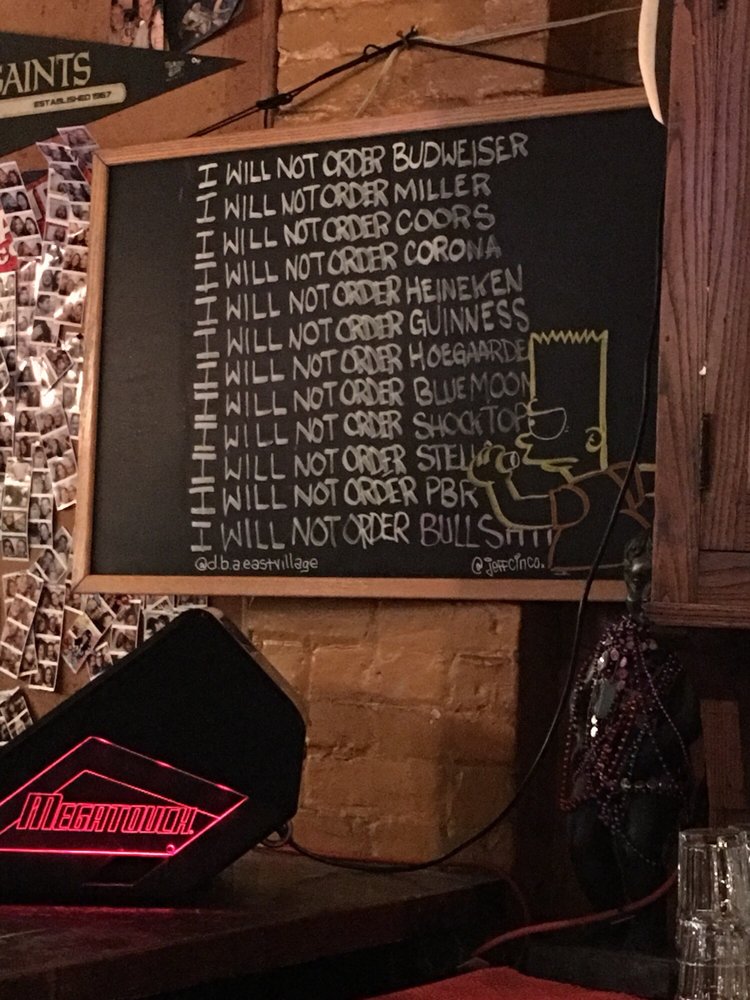 SAINTS
ESTABLISHED 1967
I WILL NOT ORDER BUDWEISER
I WILL NOT ORDER MILLER
I WILL NOT ORDER COORS
I WILL NOT ORDER CORONA
I WILL NOT ORDER HEINEKEN
I WILL NOT ORDER GUINNESS
I WILL NOT ORDER HOEGAARDE
I WILL NOT ORDER BLUE MOON
I WILL NOT ORDER SHOCKTOP
I WILL NOT ORDER STELL
I WILL NOT ORDER PBR
I WILL NOT ORDER BULLSHIT
@d.b.a.eastvillage
@jeffcinco.
MEGATOUCH